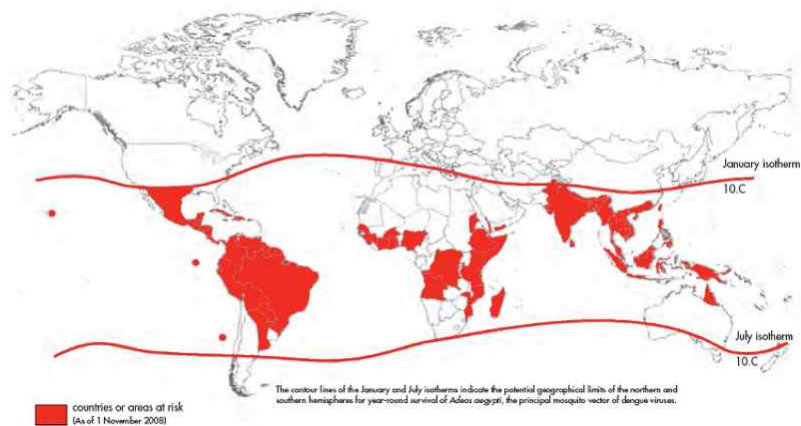 January isotherm
10.C
July isotherm
10.C
The contour lines of the January and July isotherms indicate the potential geographical limits of the northern and
southern hemispheres for year-round survival of Adeas aegypti, the principal mosquito vector of dengue viruses.
countries or areas at risk
(As of 1 November 2008)